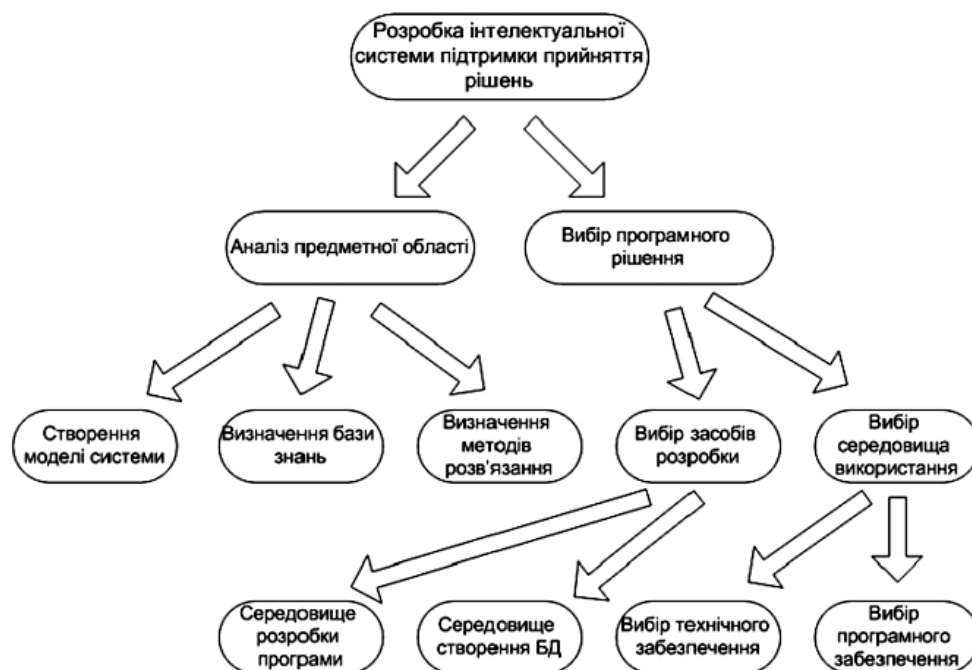 Розробка інтелектуальної
системи підтримки прийняття
рішень
Аналіз предметної області
Вибір програмного
рішення
Створення
моделі системи
Визначення бази
знань
Визначення
методів
розв'язання
Вибір засобів
розробки
Вибір
середовища
використання
Середовище
розробки
програми
Середовище
створення БД
Вибір технічного
забезпечення
Вибір
програмного
забезпечення